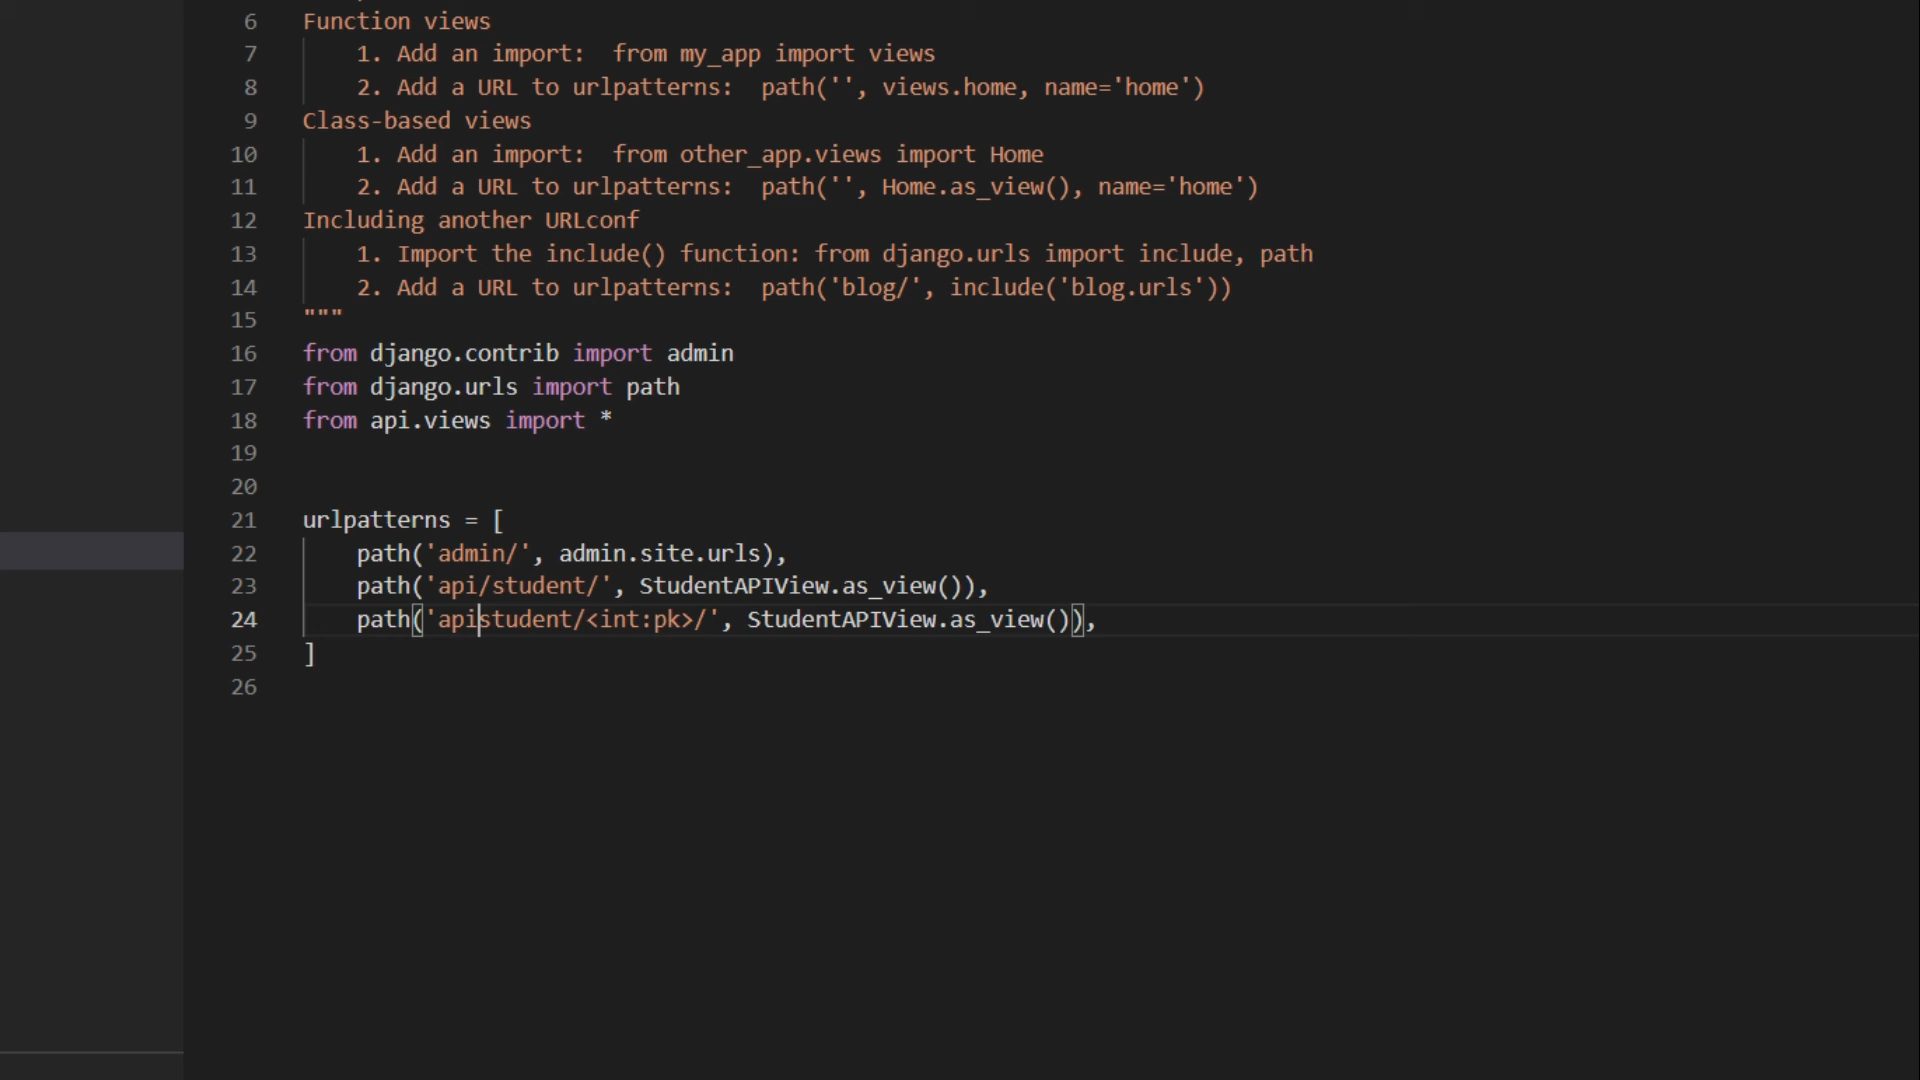 6 Function views
7 1. Add an import:  from my_app import views
8 2. Add a URL to urlpatterns:  path('', views.home, name='home')
9 Class-based views
10 1. Add an import:  from other_app.views import Home
11 2. Add a URL to urlpatterns:  path('', Home.as_view(), name='home')
12 Including another URLconf
13 1. Import the include() function: from django.urls import include, path
14 2. Add a URL to urlpatterns:  path('blog/', include('blog.urls'))
15 """
16 from django.contrib import admin
17 from django.urls import path
18 from api.views import *
19
20
21 urlpatterns = [
22 path('admin/', admin.site.urls),
23 path('api/student/', StudentAPIView.as_view()),
24 path('apistudent/<int:pk>/', StudentAPIView.as_view()),
25 ]
26